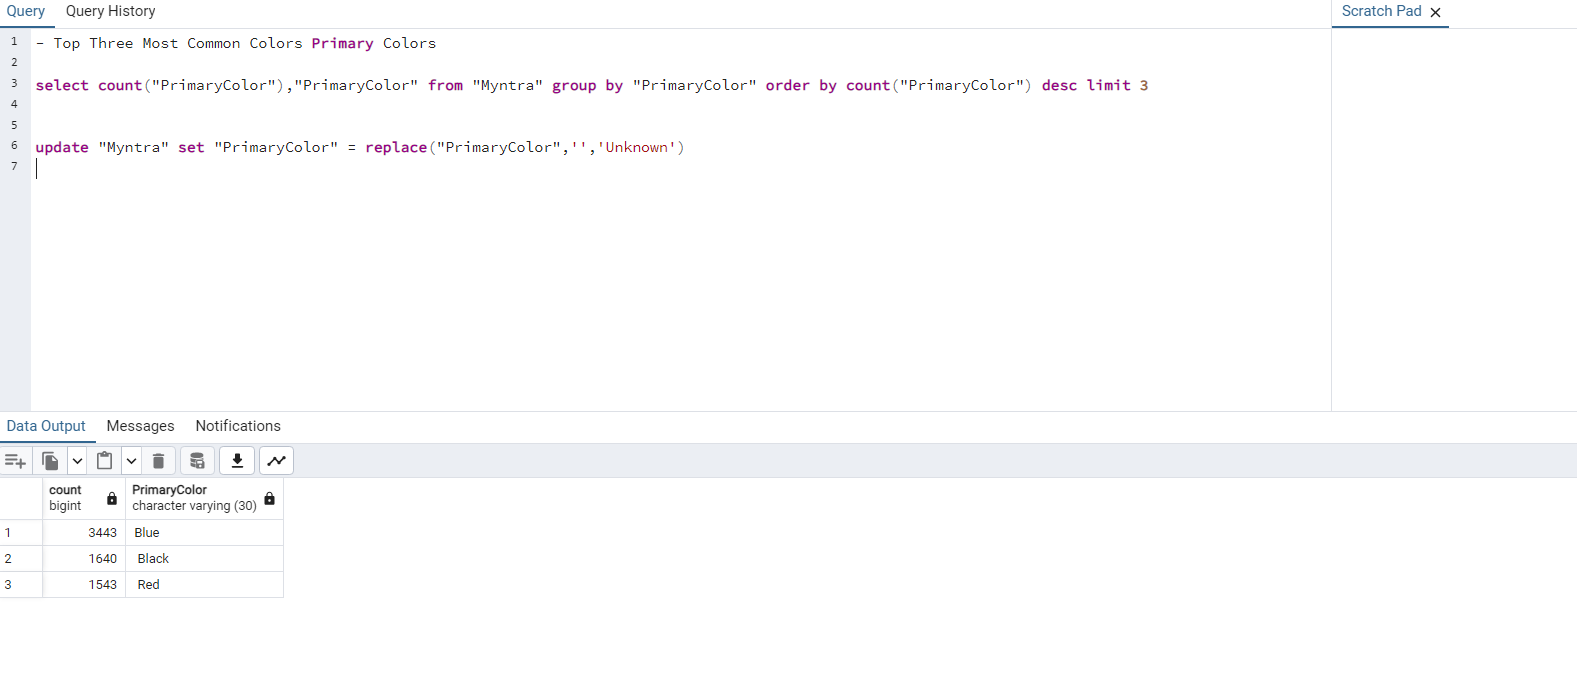 Query Query History Scratch Pad
1 - Top Three Most Common Colors Primary Colors
2
3 select count("PrimaryColor"),"PrimaryColor" from "Myntra" group by "PrimaryColor" order by count("PrimaryColor") desc limit 3
4
5
6 update "Myntra" set "PrimaryColor" = replace("PrimaryColor",'','Unknown')
7
Data Output Messages Notifications
count PrimaryColor
bigint character varying (30)
1 3443 Blue
2 1640 Black
3 1543 Red